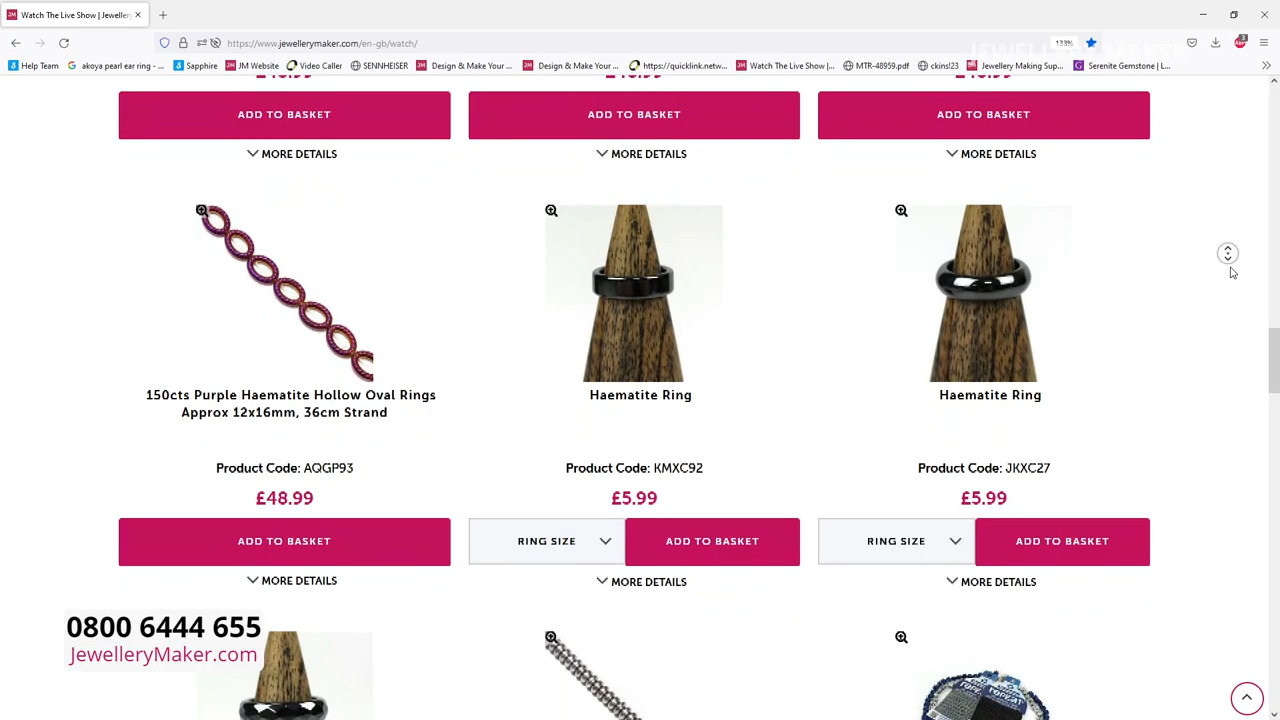 Watch The Live Show | Jeweller
https://www.jewellerymaker.com/en-gb/watch/
133%
3
Help Team
akoya pearl ear ring - ...
Sapphire
JM Website
Video Caller
SENNHEISER
Design & Make Your ...
Design & Make Your ...
https://quicklink.netw...
Watch The Live Show |...
MTR-48959.pdf
ckins!23
Jewellery Making Sup...
Serenite Gemstone | L...
ADD TO BASKET
ADD TO BASKET
ADD TO BASKET
MORE DETAILS
MORE DETAILS
MORE DETAILS
150cts Purple Haematite Hollow Oval Rings
Approx 12x16mm, 36cm Strand
Haematite Ring
Haematite Ring
Product Code: AQGP93
Product Code: KMXC92
Product Code: JKXC27
£48.99
£5.99
£5.99
ADD TO BASKET
RING SIZE
ADD TO BASKET
RING SIZE
ADD TO BASKET
MORE DETAILS
MORE DETAILS
MORE DETAILS
0800 6444 655
JewelleryMaker.com